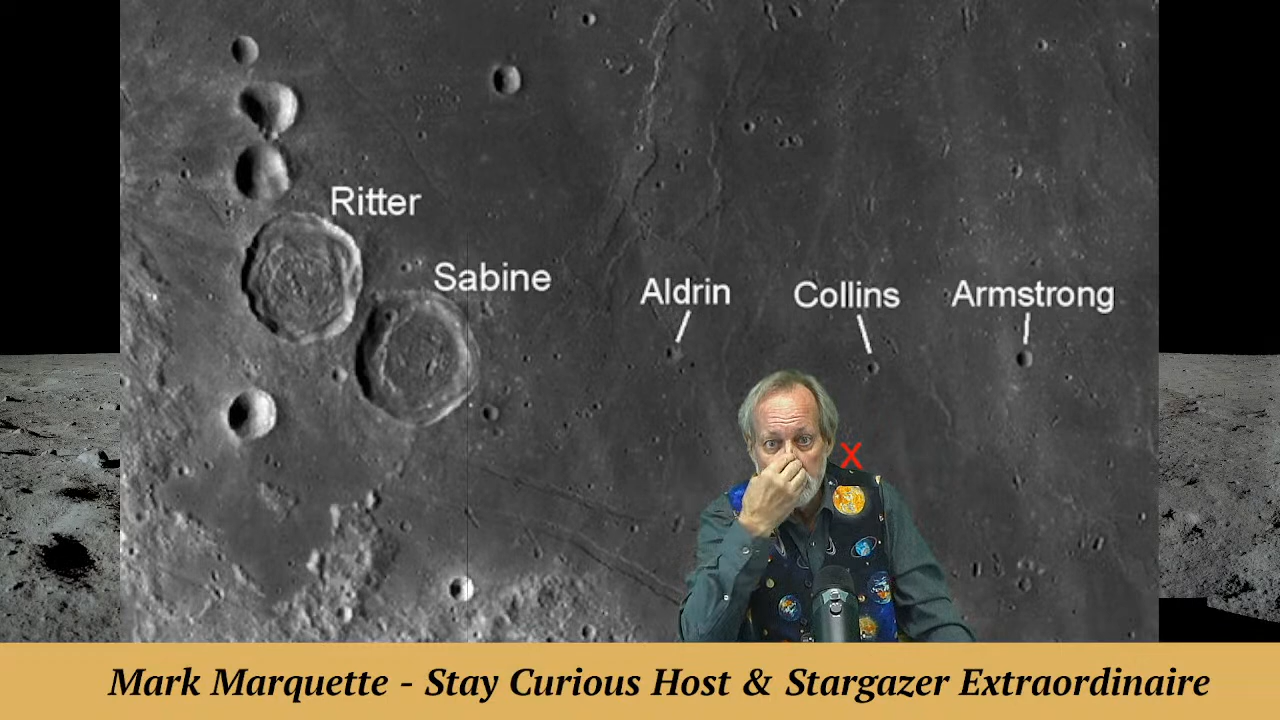 Ritter
Sabine
Aldrin
Collins
Armstrong
X
Mark Marquette - Stay Curious Host & Stargazer Extraordinaire